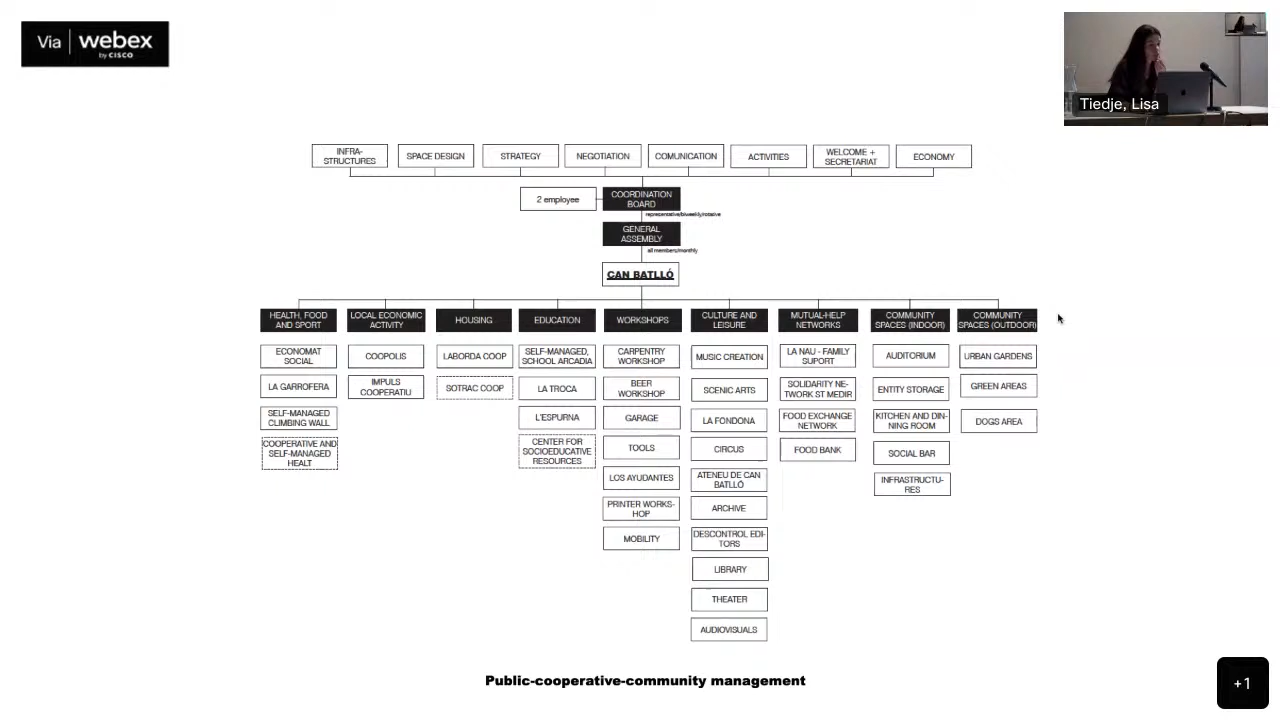 Via | webex
by CISCO
Tiedje, Lisa
INFRA-
STRUCTURES
SPACE DESIGN
STRATEGY
NEGOTIATION
COMUNICATION
ACTIVITIES
WELCOME +
SECRETARIAT
ECONOMY
2 employee
COORDINATION
BOARD
representative/biweekly/rotative
GENERAL
ASSEMBLY
all members/monthly
CAN BATLLÓ
HEALTH, FOOD
AND SPORT
LOCAL ECONOMIC
ACTIVITY
HOUSING
EDUCATION
WORKSHOPS
CULTURE AND
LEISURE
MUTUAL-HELP
NETWORKS
COMMUNITY
SPACES (INDOOR)
COMMUNITY
SPACES (OUTDOOR)
ECONOMAT
SOCIAL
LA GARROFERA
SELF-MANAGED
CLIMBING WALL
COOPERATIVE AND
SELF-MANAGED
HEALT
COOPOLIS
IMPULS
COOPERATIU
LABORDA COOP
SOTRAC COOP
SELF-MANAGED,
SCHOOL ARCADIA
LA TROCA
L'ESPURNA
CENTER FOR
SOCIOEDUCATIVE
RESOURCES
CARPENTRY
WORKSHOP
BEER
WORKSHOP
GARAGE
TOOLS
LOS AYUDANTES
PRINTER WORKS-
HOP
MOBILITY
MUSIC CREATION
SCENIC ARTS
LA FONDONA
CIRCUS
ATENEU DE CAN
BATLLÓ
ARCHIVE
DESCONTROL EDI-
TORS
LIBRARY
THEATER
AUDIOVISUALS
LA NAU - FAMILY
SUPORT
SOLIDARITY NE-
TWORK ST MEDIR
FOOD EXCHANGE
NETWORK
FOOD BANK
AUDITORIUM
ENTITY STORAGE
KITCHEN AND DIN-
NING ROOM
SOCIAL BAR
INFRASTRUCTU-
RES
URBAN GARDENS
GREEN AREAS
DOGS AREA
Public-cooperative-community management
+1